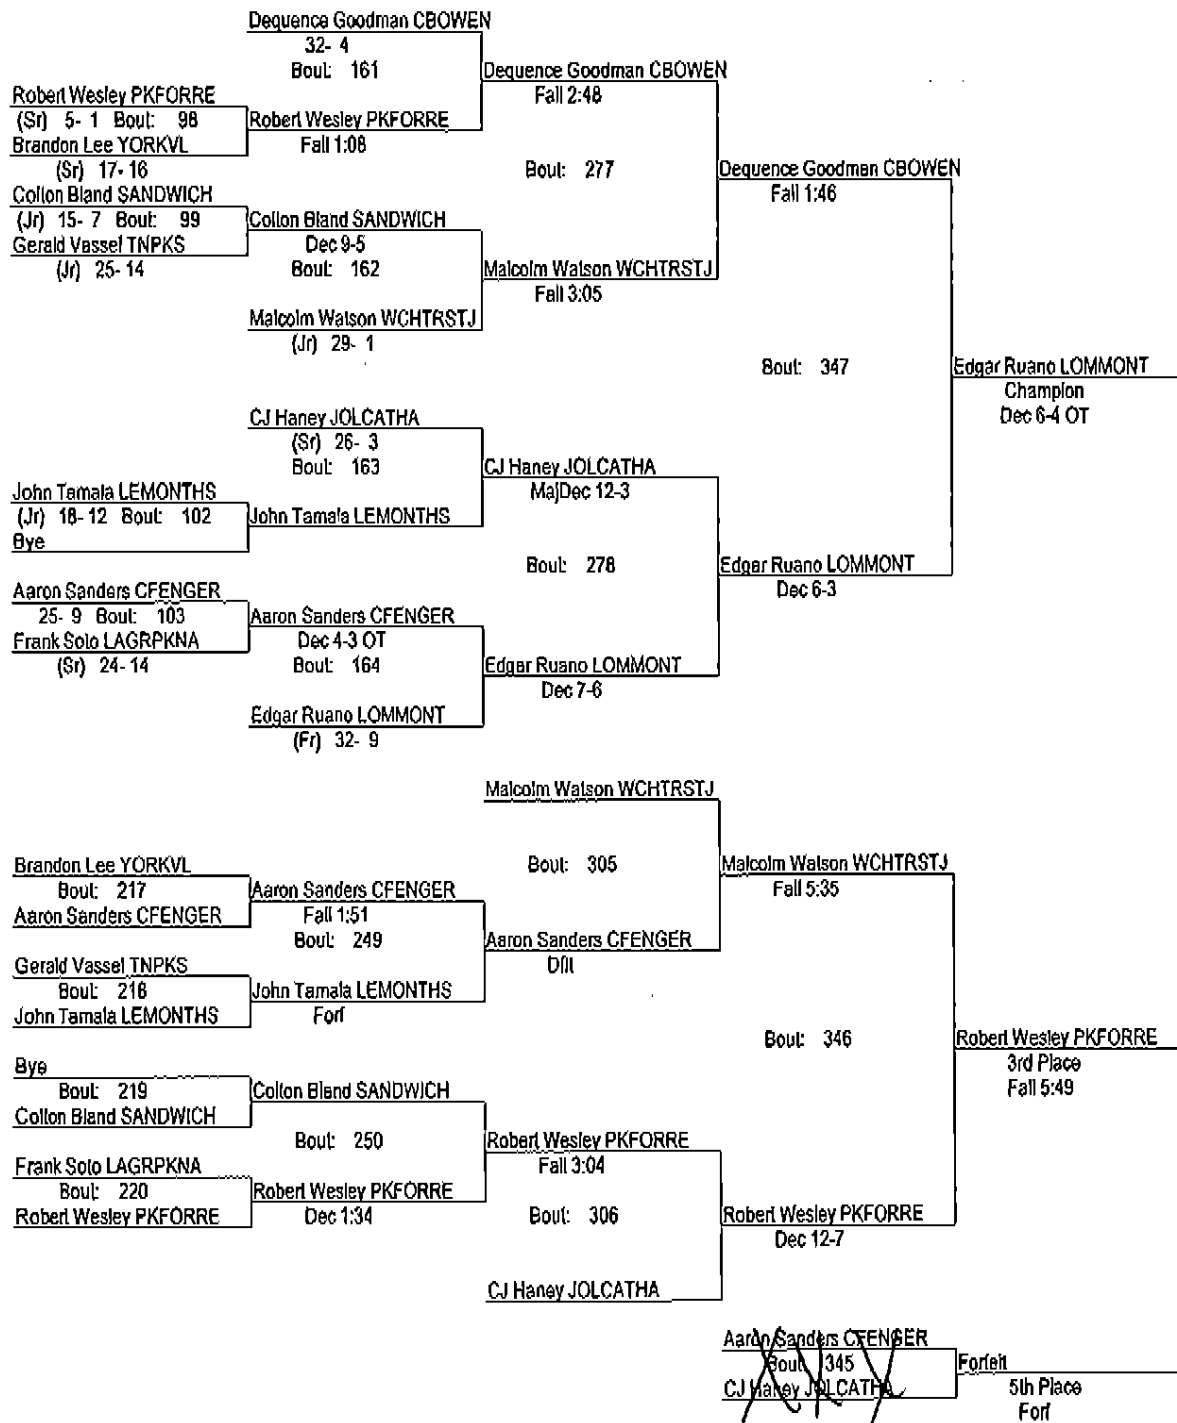 Dequence Goodman CBOWEN
32- 4
Bout: 161
Dequence Goodman CBOWEN
Fall 2:48
Robert Wesley PKFORRE
(Sr) 5- 1 Bout: 98
Robert Wesley PKFORRE
Fall 1:08
Brandon Lee YORKVL
(Sr) 17- 16
Bout: 277
Dequence Goodman CBOWEN
Fall 1:46
Colton Bland SANDWICH
(Jr) 15- 7 Bout: 99
Colton Bland SANDWICH
Dec 9-5
Bout: 162
Gerald Vassel TNPKS
(Jr) 25- 14
Malcolm Watson WCHTRSTJ
Fall 3:05
Malcolm Watson WCHTRSTJ
(Jr) 29- 1
Bout: 347
Edgar Ruano LOMMONT
Champion
Dec 6-4 OT
CJ Haney JOLCATHA
(Sr) 26- 3
Bout: 163
CJ Haney JOLCATHA
MajDec 12-3
John Tamala LEMONTHS
(Jr) 18- 12 Bout: 102
John Tamala LEMONTHS
Bye
Bout: 278
Edgar Ruano LOMMONT
Dec 6-3
Aaron Sanders CFENGER
25- 9 Bout: 103
Aaron Sanders CFENGER
Dec 4-3 OT
Bout: 164
Frank Soto LAGRPKNA
(Sr) 24- 14
Edgar Ruano LOMMONT
Dec 7-6
Edgar Ruano LOMMONT
(Fr) 32- 9
Malcolm Watson WCHTRSTJ
Bout: 305
Malcolm Watson WCHTRSTJ
Fall 5:35
Brandon Lee YORKVL
Bout: 217
Aaron Sanders CFENGER
Fall 1:51
Bout: 249
Aaron Sanders CFENGER
Aaron Sanders CFENGER
Dflt
Gerald Vassel TNPKS
Bout: 218
John Tamala LEMONTHS
Forf
John Tamala LEMONTHS
Bout: 346
Robert Wesley PKFORRE
3rd Place
Fall 5:49
Bye
Bout: 219
Colton Bland SANDWICH
Colton Bland SANDWICH
Bout: 250
Robert Wesley PKFORRE
Fall 3:04
Frank Soto LAGRPKNA
Bout: 220
Robert Wesley PKFORRE
Dec 1:34
Robert Wesley PKFORRE
Bout: 306
Robert Wesley PKFORRE
Dec 12-7
CJ Haney JOLCATHA
Aaron Sanders CFENGER
Bout: 345
CJ Haney JOLCATHA
Forfeit
5th Place
Forf